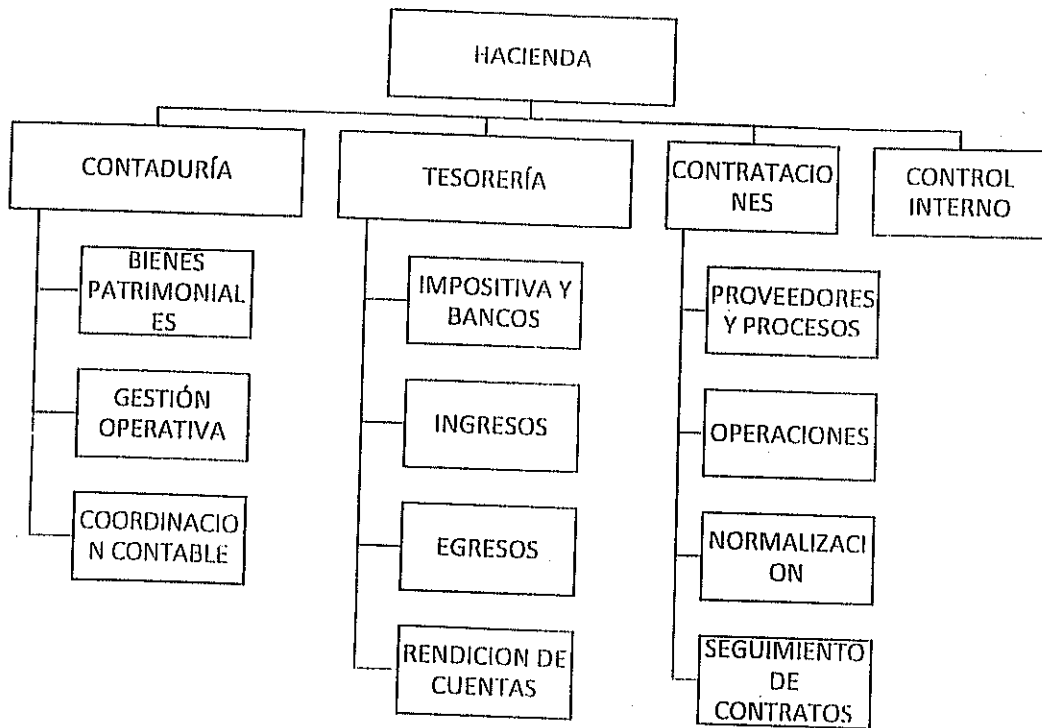 HACIENDA
CONTADURÍA
TESORERÍA
CONTRATACIO
NES
CONTROL
INTERNO
BIENES
PATRIMONIAL
ES
GESTIÓN
OPERATIVA
COORDINACIO
N CONTABLE
IMPOSITIVA Y
BANCOS
INGRESOS
EGRESOS
RENDICION DE
CUENTAS
PROVEEDORES
Y PROCESOS
OPERACIONES
NORMALIZACI
ON
SEGUIMIENTO
DE
CONTRATOS